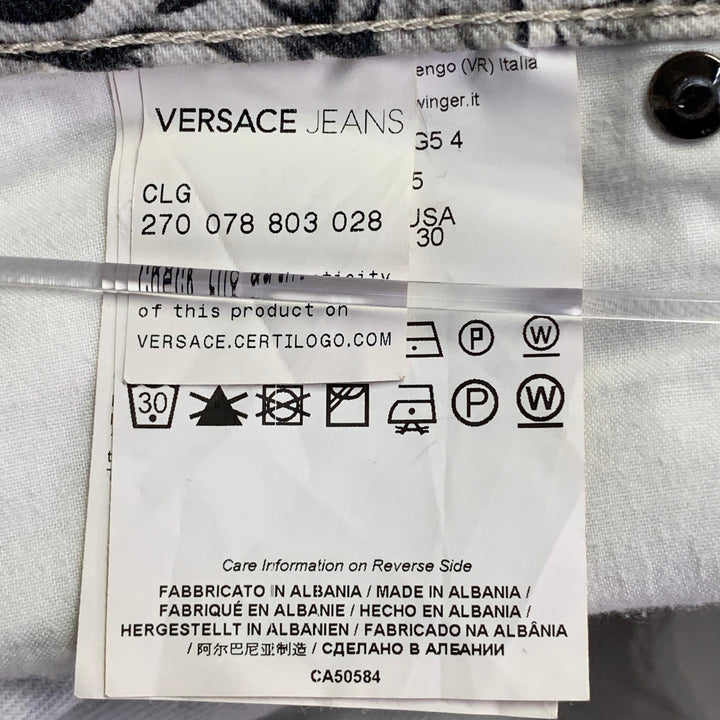 engo (VR) Italia
VERSACE JEANS
winger.it
G5 4
5
CLG
270 078 803 028
USA
30
of this product on
VERSACE.CERTILOGO.COM
P
W
30
P
W
Care Information on Reverse Side
FABBRICATO IN ALBANIA / MADE IN ALBANIA /
FABRIQUÉ EN ALBANIE / HECHO EN ALBANIA /
HERGESTELLT IN ALBANIEN / FABRICADO NA ALBÂNIA
/ 阿尔巴尼亚制造 / СДЕЛАНО В АЛБАНИИ
CA50584